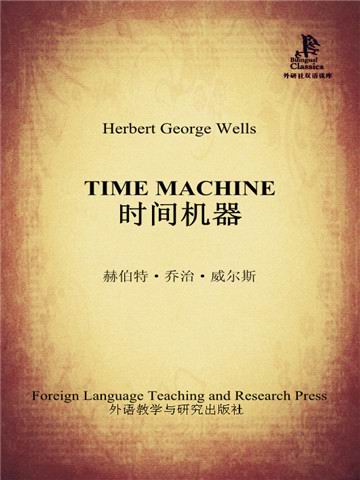 Bilingual
Classics
外研社双语读库
Herbert George Wells
TIME MACHINE
时间机器
赫伯特·乔治·威尔斯
Foreign Language Teaching and Research Press
外语教学与研究出版社